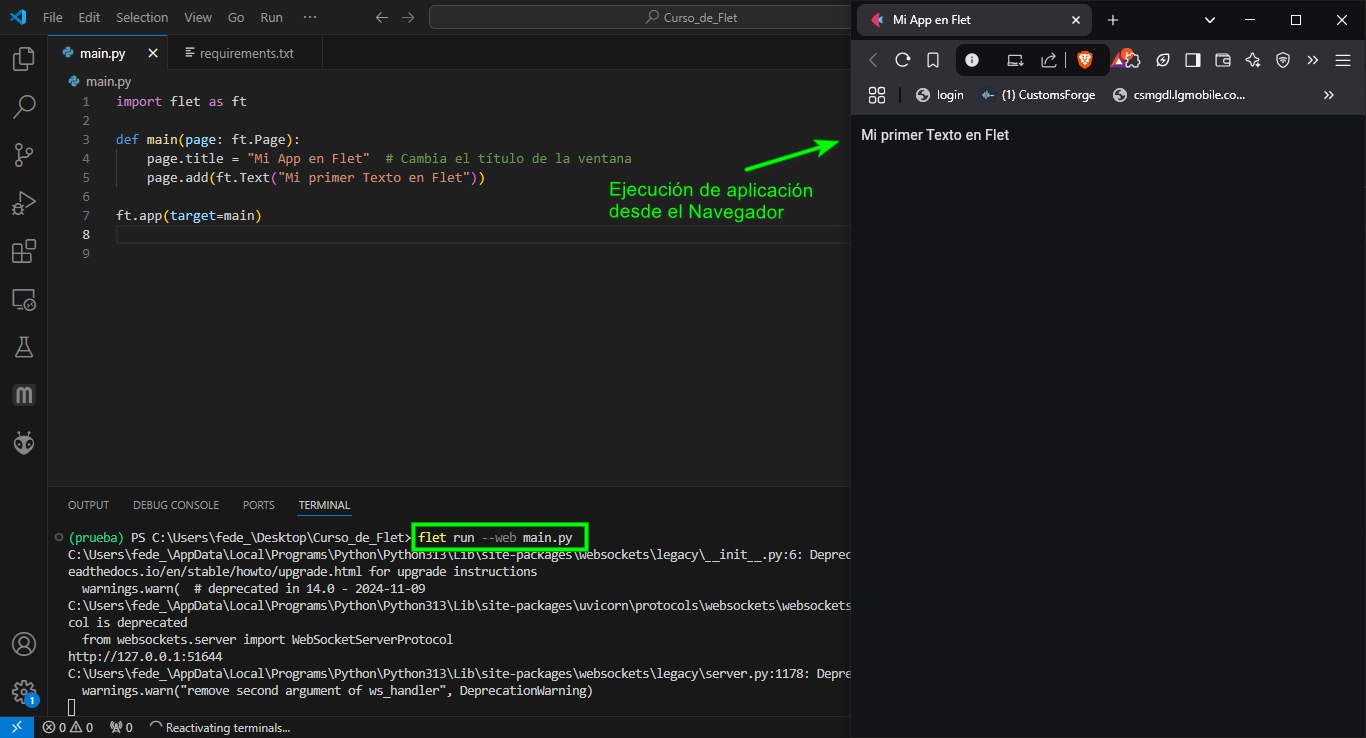 File Edit Selection View Go Run ···
Curso_de_Flet
main.py
requirements.txt
main.py
1 import flet as ft
2
3 def main(page: ft.Page):
4 page.title = "Mi App en Flet"  # Cambia el título de la ventana
5 page.add(ft.Text("Mi primer Texto en Flet"))
6
7 ft.app(target=main)
8
9
Ejecución de aplicación
desde el Navegador
OUTPUT DEBUG CONSOLE PORTS TERMINAL
(prueba) PS C:\Users\fede_\Desktop\Curso_de_Flet> flet run --web main.py
C:\Users\fede_\AppData\Local\Programs\Python\Python313\Lib\site-packages\websockets\legacy\__init__.py:6: Deprec
eadthedocs.io/en/stable/howto/upgrade.html for upgrade instructions
warnings.warn(  # deprecated in 14.0 - 2024-11-09
C:\Users\fede_\AppData\Local\Programs\Python\Python313\Lib\site-packages\uvicorn\protocols\websockets\websockets
col is deprecated
from websockets.server import WebSocketServerProtocol
http://127.0.0.1:51644
C:\Users\fede_\AppData\Local\Programs\Python\Python313\Lib\site-packages\websockets\legacy\server.py:1178: Depre
warnings.warn("remove second argument of ws_handler", DeprecationWarning)
1
0 0 0 Reactivating terminals...
Mi App en Flet
login (1) CustomsForge csmgdl.lgmobile.co...
Mi primer Texto en Flet